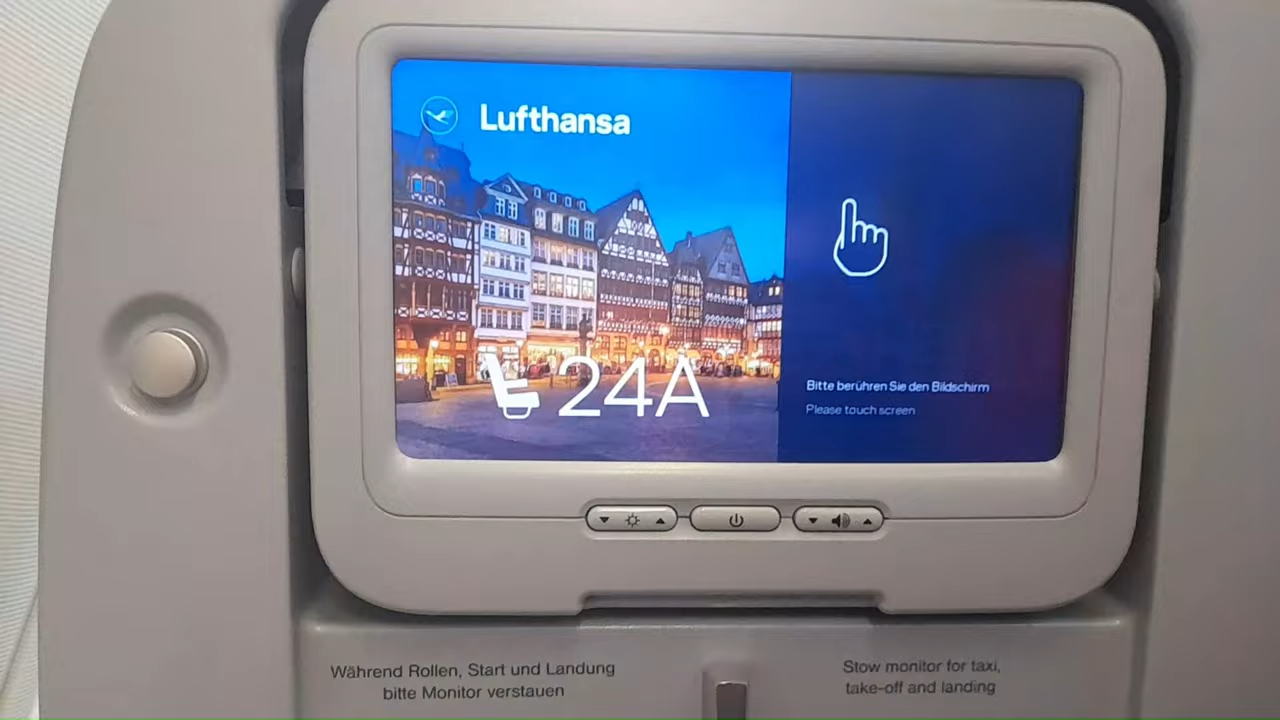 Lufthansa
24A
Bitte berühren Sie den Bildschirm
Please touch screen
Während Rollen, Start und Landung
bitte Monitor verstauen
Stow monitor for taxi,
take-off and landing